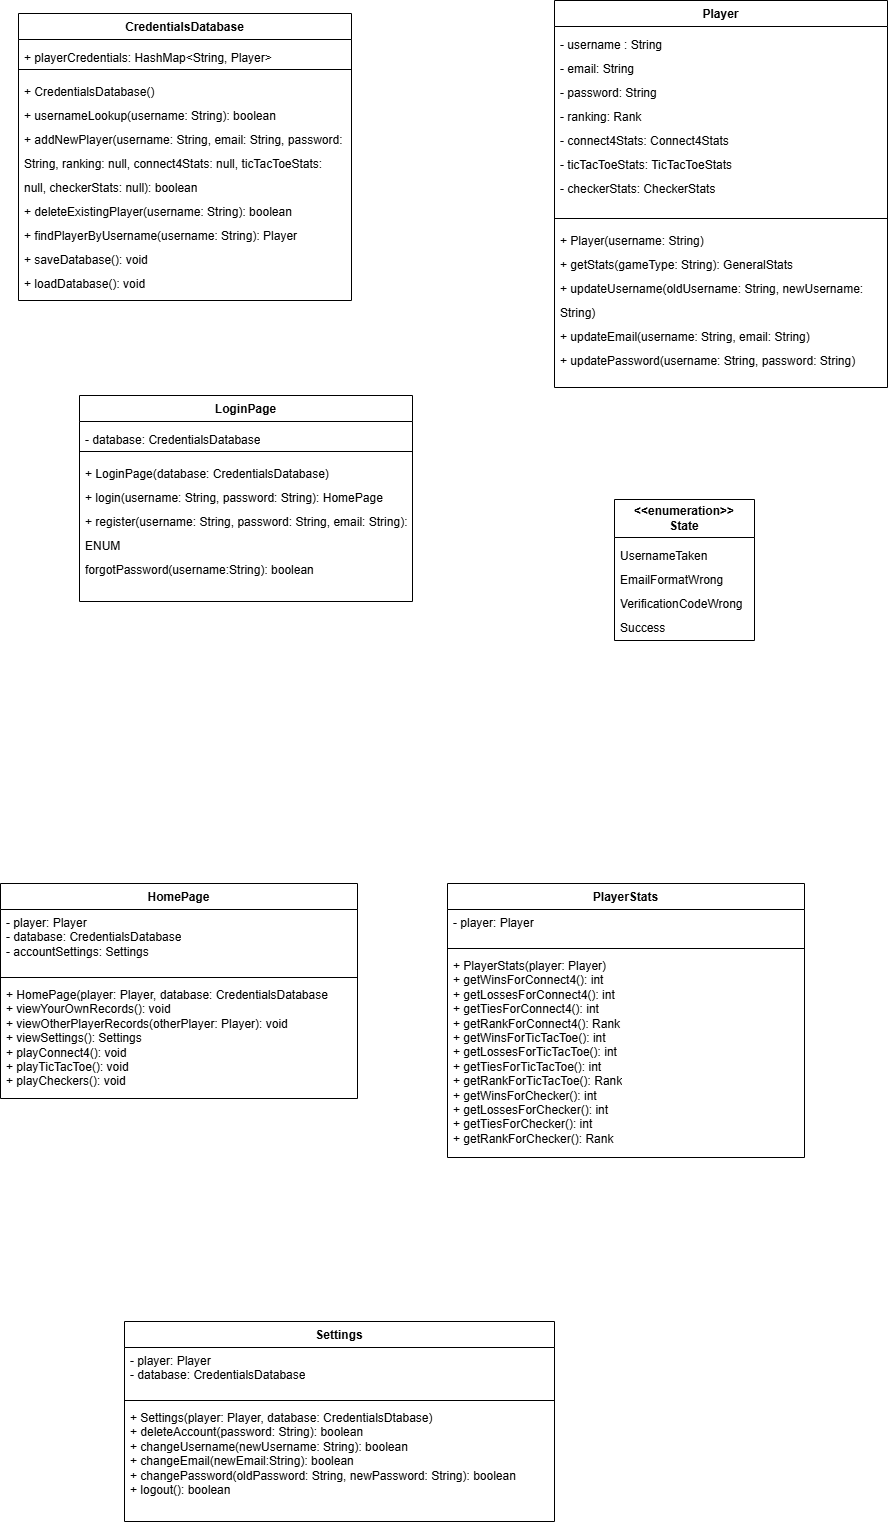 CredentialsDatabase
+ playerCredentials: HashMap<String, Player>
+ CredentialsDatabase()
+ usernameLookup(username: String): boolean
+ addNewPlayer(username: String, email: String, password:
String, ranking: null, connect4Stats: null, ticTacToeStats:
null, checkerStats: null): boolean
+ deleteExistingPlayer(username: String): boolean
+ findPlayerByUsername(username: String): Player
+ saveDatabase(): void
+ loadDatabase(): void
Player
- username : String
- email: String
- password: String
- ranking: Rank
- connect4Stats: Connect4Stats
- ticTacToeStats: TicTacToeStats
- checkerStats: CheckerStats
+ Player(username: String)
+ getStats(gameType: String): GeneralStats
+ updateUsername(oldUsername: String, newUsername:
String)
+ updateEmail(username: String, email: String)
+ updatePassword(username: String, password: String)
LoginPage
- database: CredentialsDatabase
+ LoginPage(database: CredentialsDatabase)
+ login(username: String, password: String): HomePage
+ register(username: String, password: String, email: String):
ENUM
forgotPassword(username:String): boolean
<<enumeration>>
State
UsernameTaken
EmailFormatWrong
VerificationCodeWrong
Success
HomePage
- player: Player
- database: CredentialsDatabase
- accountSettings: Settings
+ HomePage(player: Player, database: CredentialsDatabase
+ viewYourOwnRecords(): void
+ viewOtherPlayerRecords(otherPlayer: Player): void
+ viewSettings(): Settings
+ playConnect4(): void
+ playTicTacToe(): void
+ playCheckers(): void
PlayerStats
- player: Player
+ PlayerStats(player: Player)
+ getWinsForConnect4(): int
+ getLossesForConnect4(): int
+ getTiesForConnect4(): int
+ getRankForConnect4(): Rank
+ getWinsForTicTacToe(): int
+ getLossesForTicTacToe(): int
+ getTiesForTicTacToe(): int
+ getRankForTicTacToe(): Rank
+ getWinsForChecker(): int
+ getLossesForChecker(): int
+ getTiesForChecker(): int
+ getRankForChecker(): Rank
Settings
- player: Player
- database: CredentialsDatabase
+ Settings(player: Player, database: CredentialsDtabase)
+ deleteAccount(password: String): boolean
+ changeUsername(newUsername: String): boolean
+ changeEmail(newEmail:String): boolean
+ changePassword(oldPassword: String, newPassword: String): boolean
+ logout(): boolean